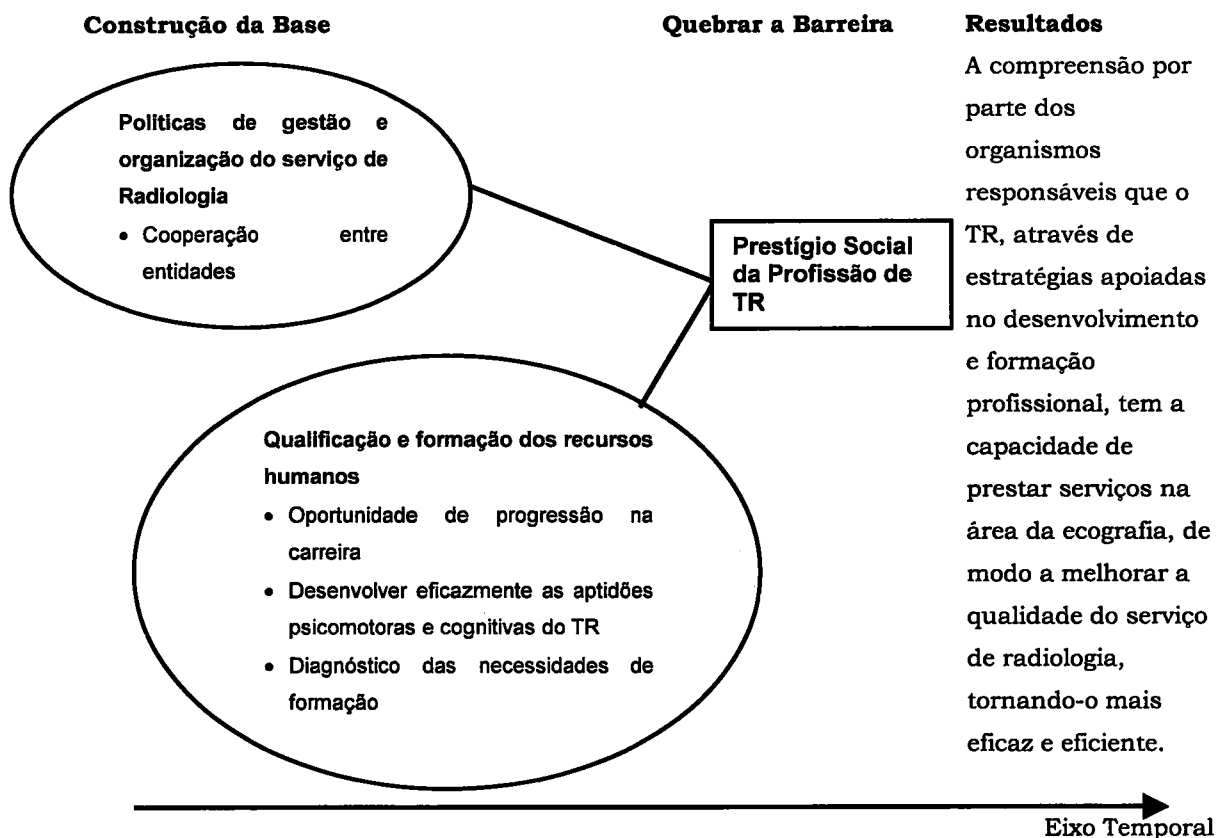 Construção da Base
Políticas de gestão e
organização do serviço de
Radiologia
• Cooperação entre
entidades
Qualificação e formação dos recursos
humanos
• Oportunidade de progressão na
carreira
• Desenvolver eficazmente as aptidões
psicomotoras e cognitivas do TR
• Diagnóstico das necessidades de
formação
Quebrar a Barreira
Prestígio Social
da Profissão de
TR
Resultados
A compreensão por
parte dos
organismos
responsáveis que o
TR, através de
estratégias apoiadas
no desenvolvimento
e formação
profissional, tem a
capacidade de
prestar serviços na
área da ecografia, de
modo a melhorar a
qualidade do serviço
de radiologia,
tornando-o mais
eficaz e eficiente.
Eixo Temporal